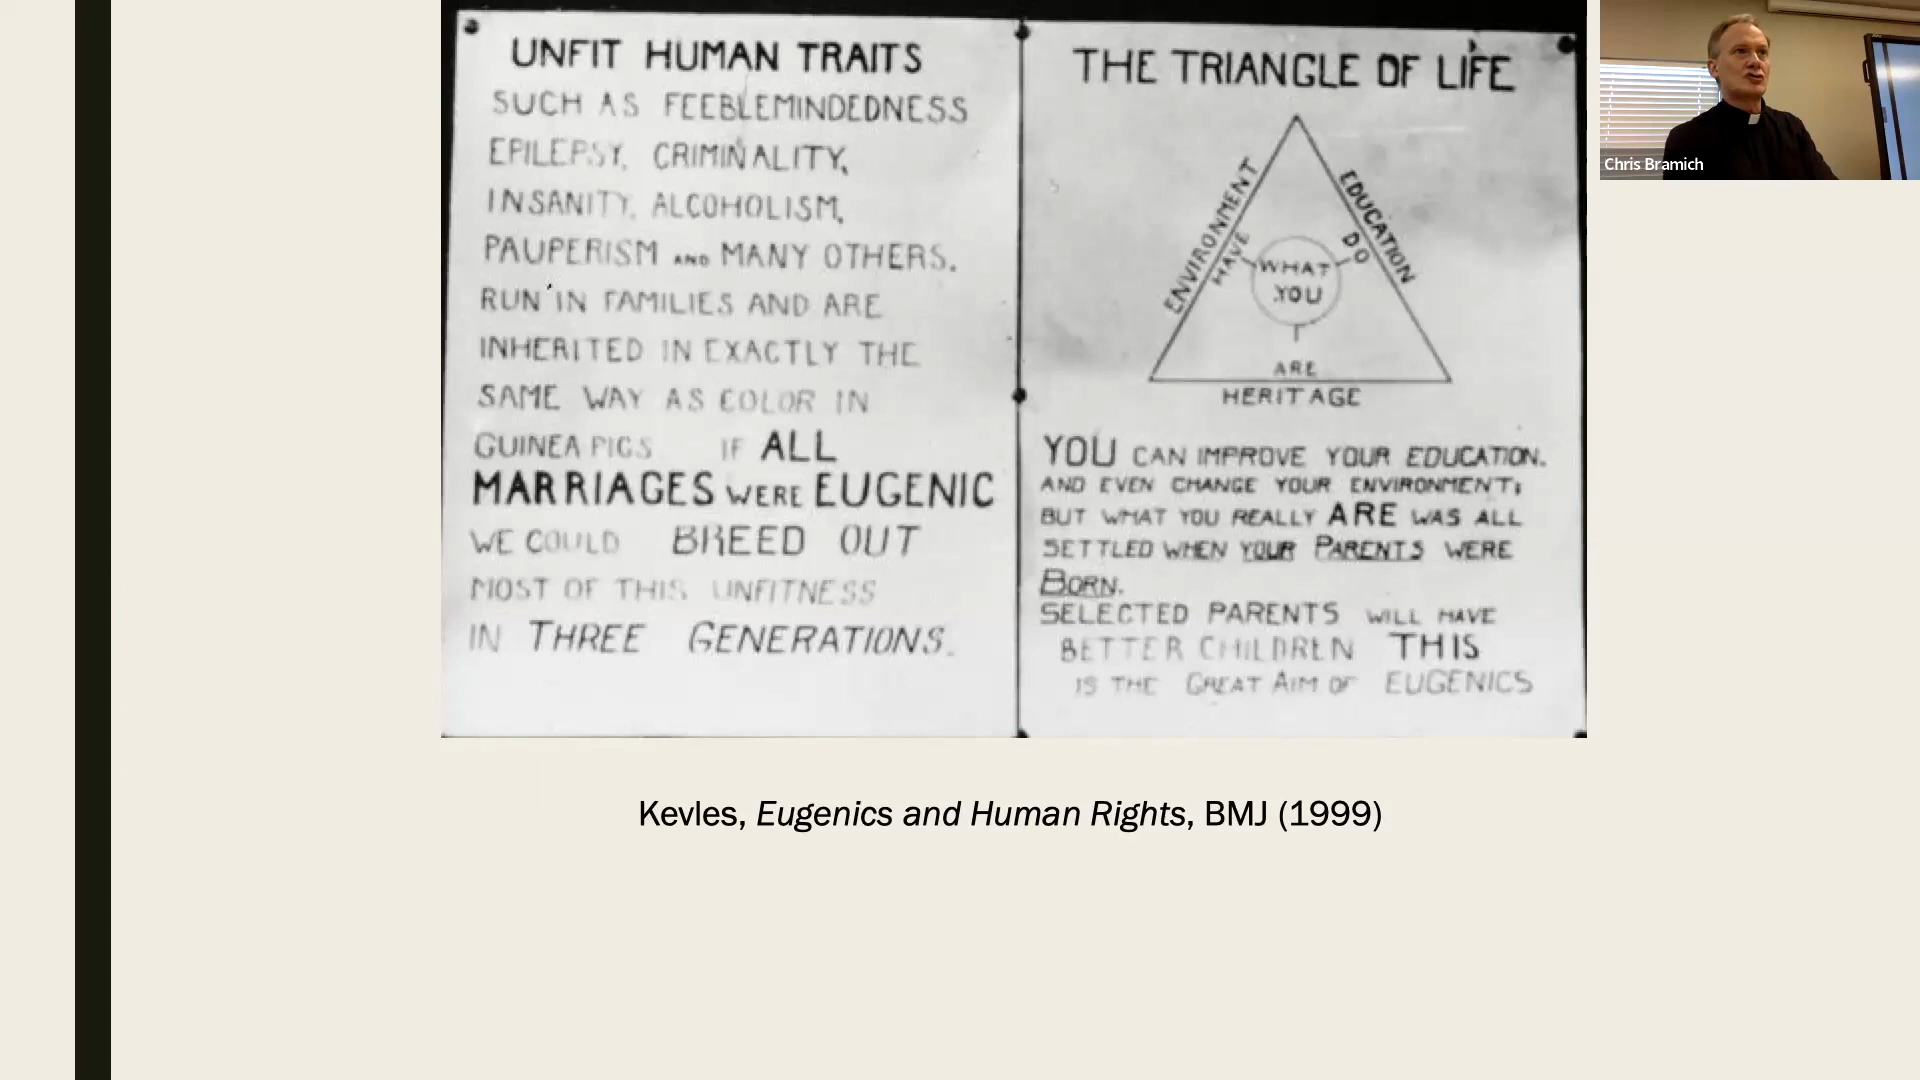 UNFIT HUMAN TRAITS
SUCH AS FEEBLEMINDEDNESS
EPILEPSY, CRIMINALITY,
INSANITY, ALCOHOLISM,
PAUPERISM AND MANY OTHERS.
RUN IN FAMILIES AND ARE
INHERITED IN EXACTLY THE
SAME WAY AS COLOR IN
GUINEA PIGS IF ALL
MARRIAGES WERE EUGENIC
WE COULD BREED OUT
MOST OF THIS UNFITNESS
IN THREE GENERATIONS.
THE TRIANGLE OF LIFE
ENVIRONMENT
HAVE
EDUCATION
DO
WHAT
YOU
ARE
HERITAGE
YOU CAN IMPROVE YOUR EDUCATION.
AND EVEN CHANGE YOUR ENVIRONMENT;
BUT WHAT YOU REALLY ARE WAS ALL
SETTLED WHEN YOUR PARENTS WERE
BORN.
SELECTED PARENTS WILL HAVE
BETTER CHILDREN THIS
IS THE GREAT AIM OF EUGENICS
Chris Bramich
Kevles, Eugenics and Human Rights, BMJ (1999)